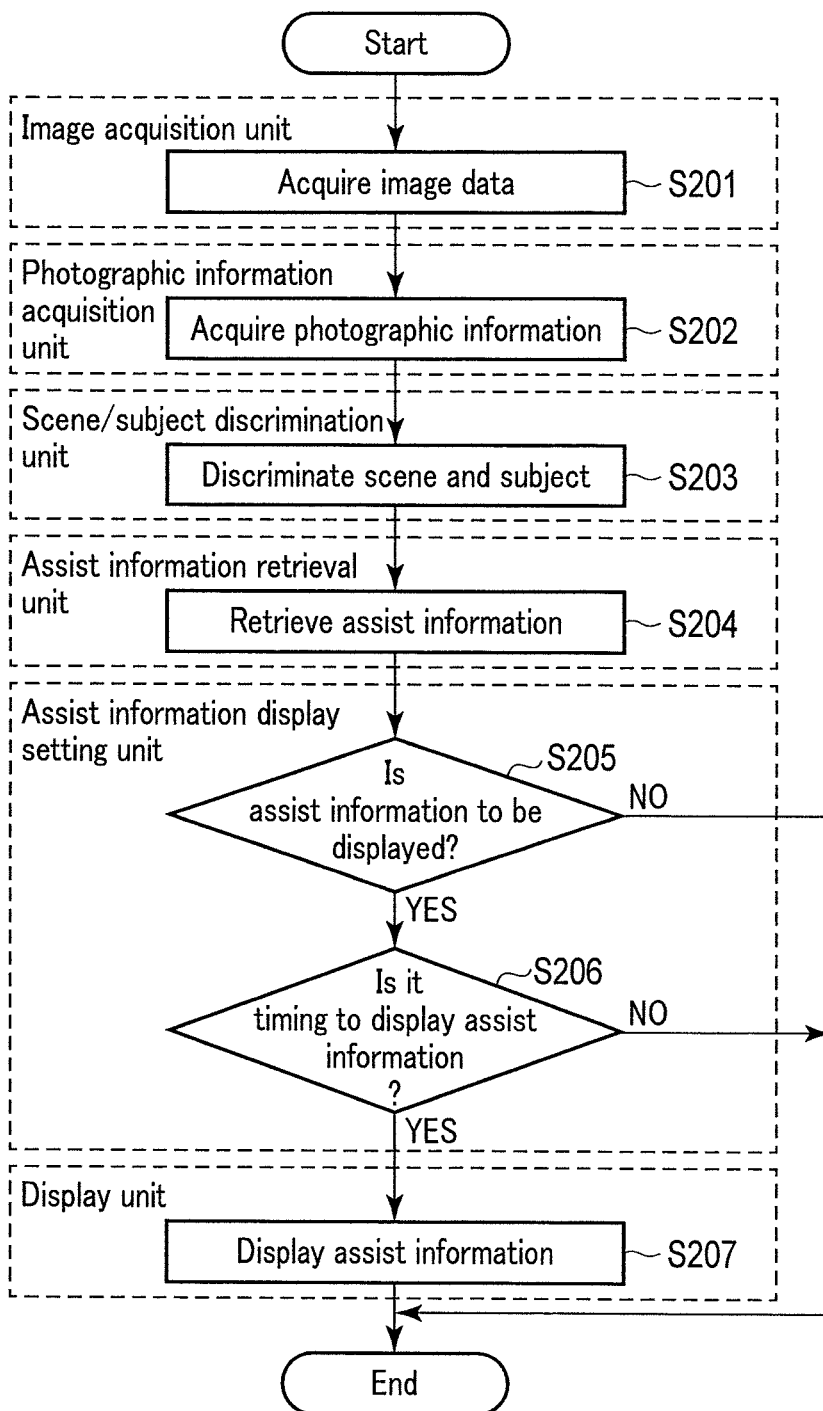 Start
Image acquisition unit
Acquire image data
S201
Photographic information
acquisition
unit
Acquire photographic information
S202
Scene/subject discrimination
unit
Discriminate scene and subject
S203
Assist information retrieval
unit
Retrieve assist information
S204
Assist information display
setting unit
S205
Is
assist information to be
displayed?
NO
YES
S206
Is it
timing to display assist
information
?
NO
YES
Display unit
Display assist information
S207
End